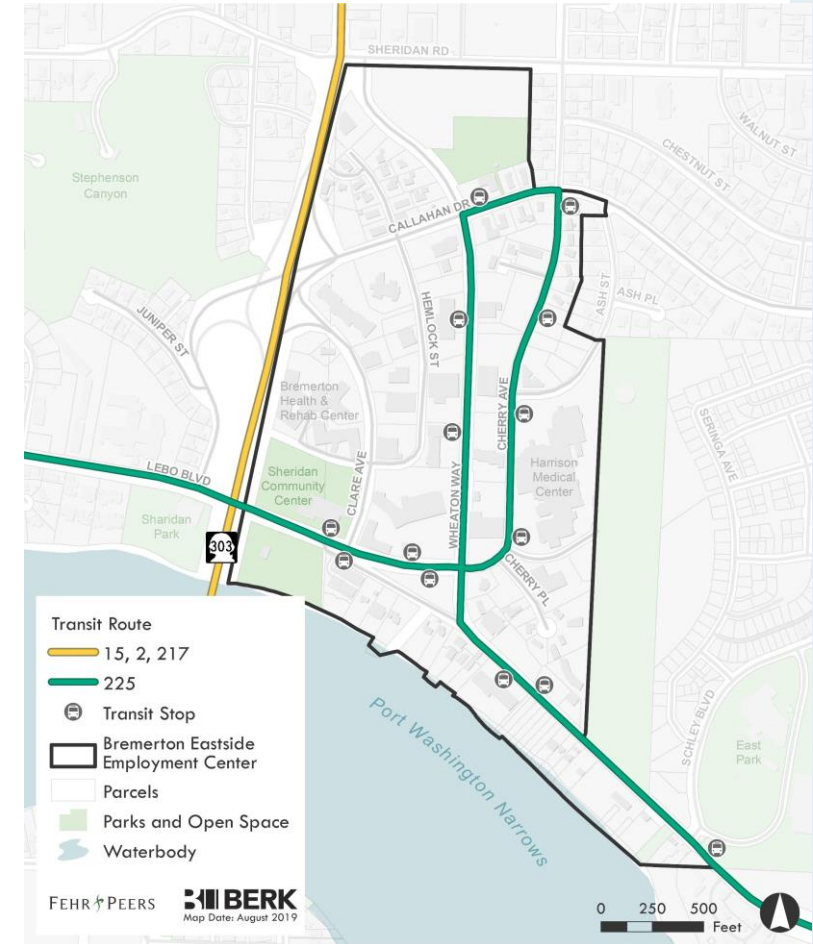 SHERIDAN RD
WALNUT ST
CHESTNUT ST
Stephenson
Canyon
CALLAHAN DR
ASH ST
ASH PL
HEMLOCK ST
JUNIPER ST
Bremerton
Health &
Rehab Center
CHERRY AVE
SERINGA AVE
LEBO BLVD
Sheridan
Community
Center
CLARE AVE
WHEATON WAY
Harrison
Medical
Center
Sharidan
Park
303
CHERRY PL
Transit Route
15, 2, 217
225
Transit Stop
Bremerton Eastside
Employment Center
Parcels
Parks and Open Space
Waterbody
Port Washington Narrows
SCHLEY BLVD
East
Park
FEHR PEERS
BERK
Map Date: August 2019
0 250 500
Feet